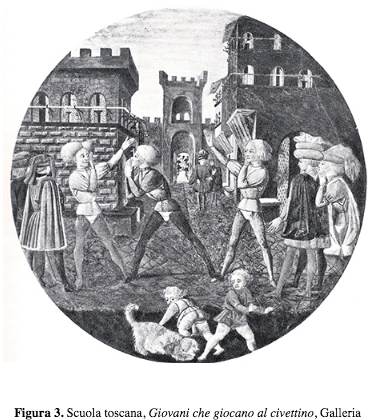 Figura 3. Scuola toscana, Giovani che giocano al civettino, Galleria